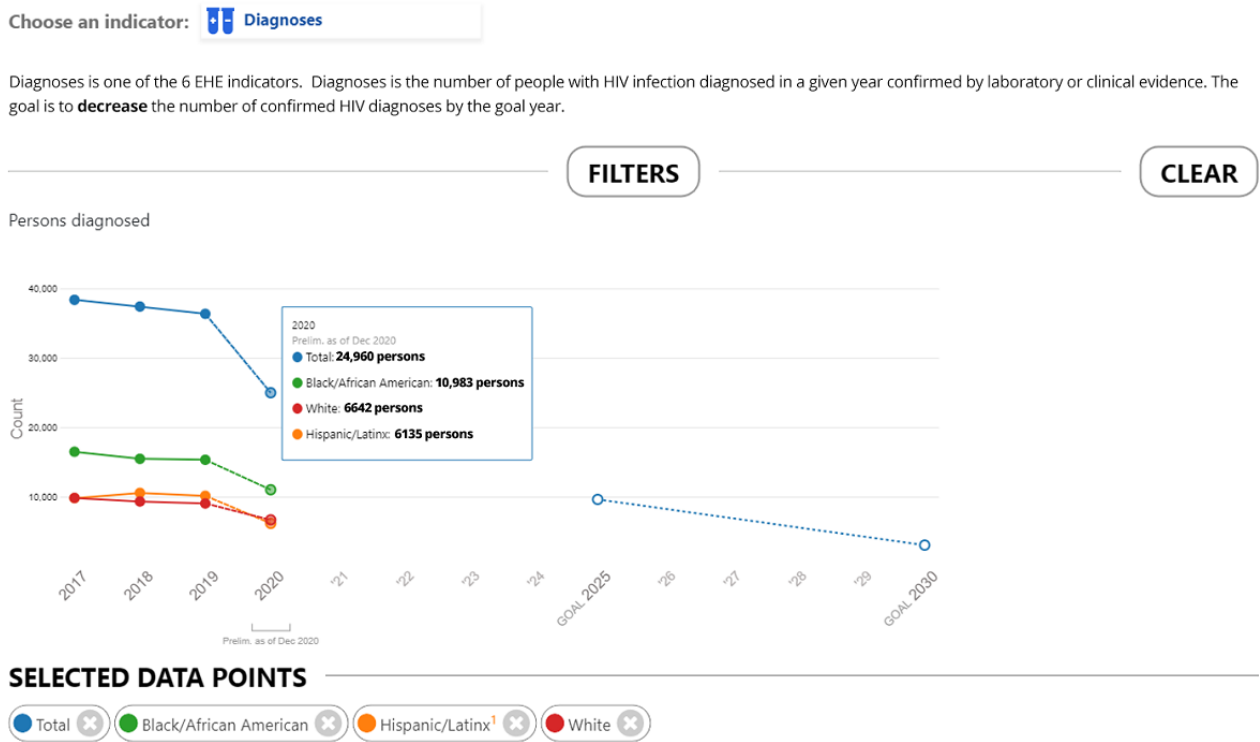 Choose an indicator: Diagnoses
Diagnoses is one of the 6 EHE indicators. Diagnoses is the number of people with HIV infection diagnosed in a given year confirmed by laboratory or clinical evidence. The
goal is to decrease the number of confirmed HIV diagnoses by the goal year.
FILTERS
CLEAR
Persons diagnosed
40,000
30,000
20,000
10,000
Count
2020
Prelim. as of Dec 2020
Total: 24,960 persons
Black/African American: 10,983 persons
White: 6642 persons
Hispanic/Latinx: 6135 persons
2017
2018
2019
2020
'21
'22
'23
'24
GOAL 2025
'26
'27
'28
'29
GOAL 2030
Prelim. as of Dec 2020
SELECTED DATA POINTS
Total
Black/African American
Hispanic/Latinx1
White